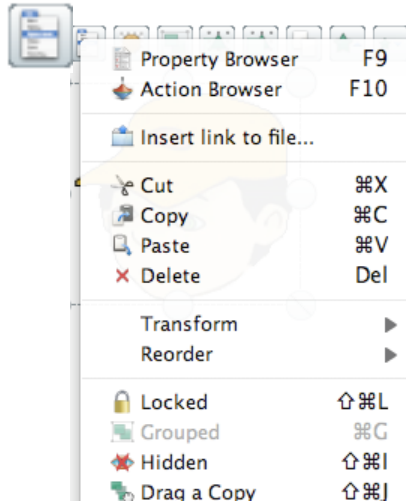 Property Browser F9
Action Browser F10
Insert link to file...
Cut ⌘X
Copy ⌘C
Paste ⌘V
Delete Del
Transform ▶
Reorder ▶
Locked ⇧⌘L
Grouped ⌘G
Hidden ⇧⌘I
Drag a Copy ⇧⌘J